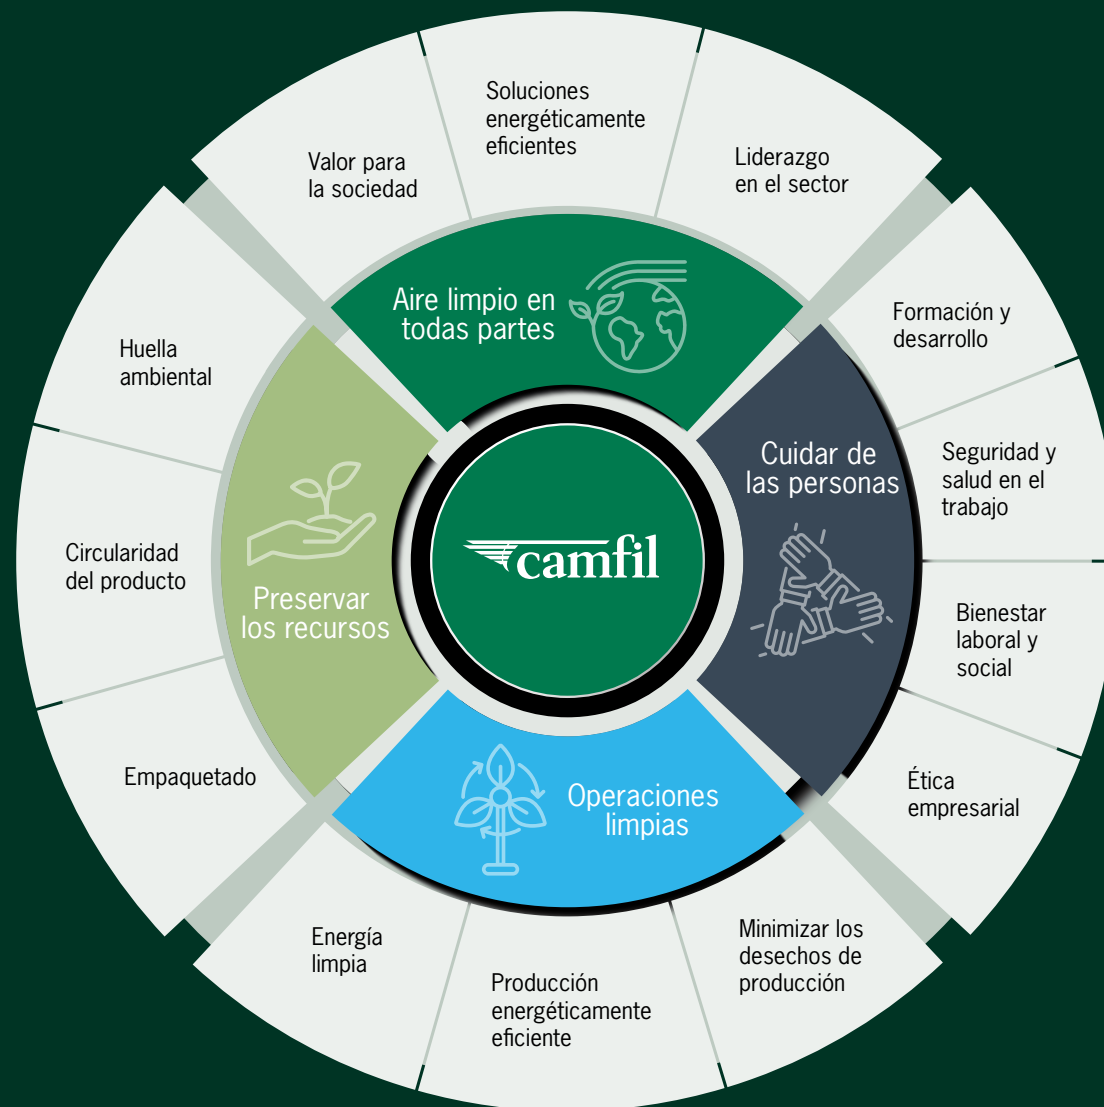 Soluciones
energéticamente
eficientes
Valor para
la sociedad
Liderazgo
en el sector
Aire limpio en
todas partes
Formación y
desarrollo
Huella
ambiental
Cuidar de
las personas
Seguridad y
salud en el
trabajo
camfil
Circularidad
del producto
Preservar
los recursos
Bienestar
laboral y
social
Empaquetado
Operaciones
limpias
Ética
empresarial
Energía
limpia
Producción
energéticamente
eficiente
Minimizar los
desechos de
producción